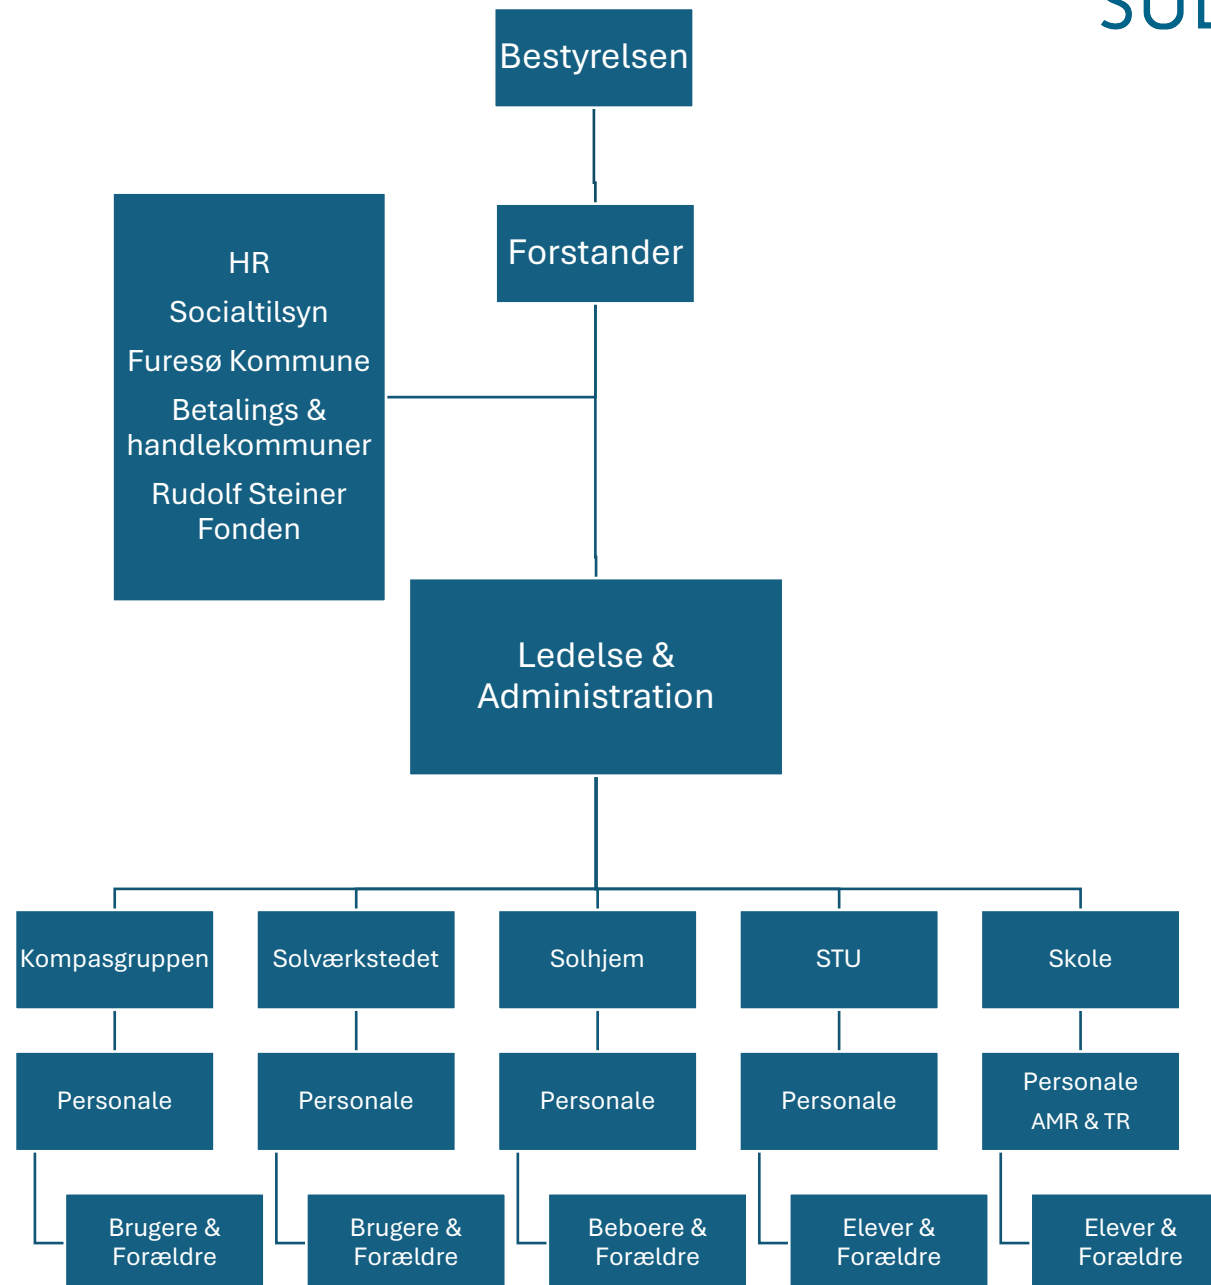 Bestyrelsen
Forstander
HR
Socialtilsyn
Furesø Kommune
Betalings &
handlekommuner
Rudolf Steiner
Fonden
Ledelse &
Administration
Kompasgruppen
Solværkstedet
Solhjem
STU
Skole
Personale
Personale
Personale
Personale
Personale
AMR & TR
Brugere &
Forældre
Brugere &
Forældre
Beboere &
Forældre
Elever &
Forældre
Elever &
Forældre